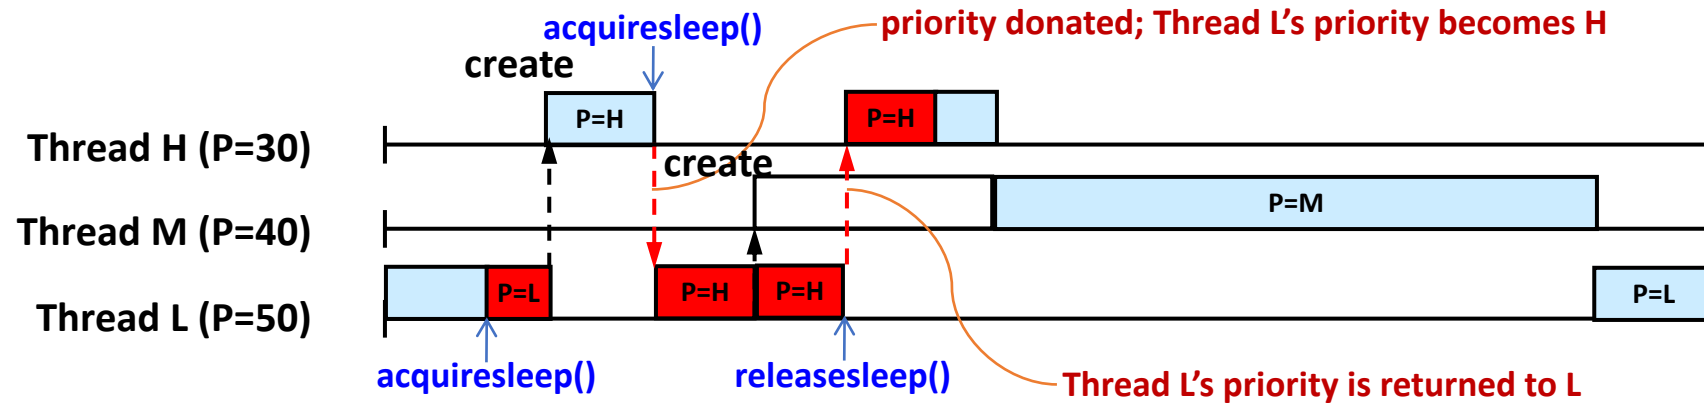 acquiresleep()
priority donated; Thread L's priority becomes H
create
Thread H (P=30)
P=H
P=H
create
Thread M (P=40)
P=M
Thread L (P=50)
P=L
P=H
P=H
P=L
acquiresleep()
releasesleep()
Thread L's priority is returned to L